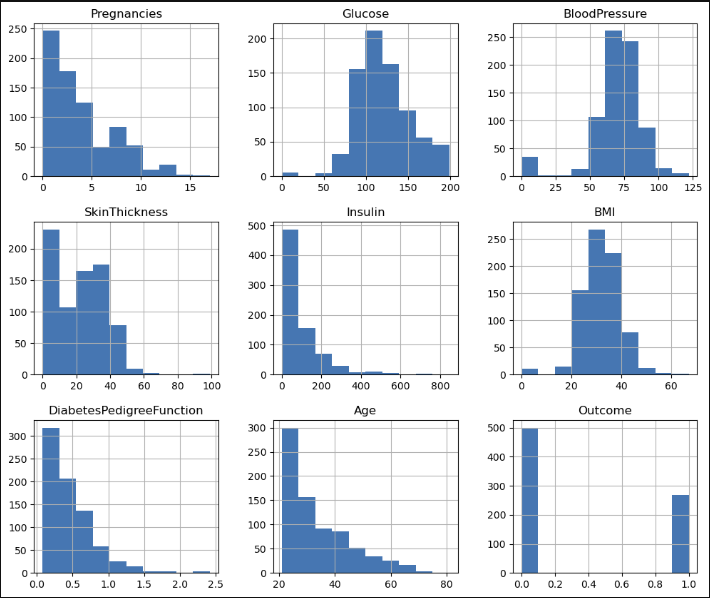 Pregnancies Glucose BloodPressure
250 200 150 100 50 0
0 5 10 15
200 150 100 50 0
0 50 100 150 200
250 200 150 100 50 0
0 25 50 75 100 125
SkinThickness Insulin BMI
200 150 100 50 0
0 20 40 60 80 100
500 400 300 200 100 0
0 200 400 600 800
250 200 150 100 50 0
0 20 40 60
DiabetesPedigreeFunction Age Outcome
300 250 200 150 100 50 0
0.0 0.5 1.0 1.5 2.0 2.5
300 250 200 150 100 50 0
20 40 60 80
500 400 300 200 100 0
0.0 0.2 0.4 0.6 0.8 1.0